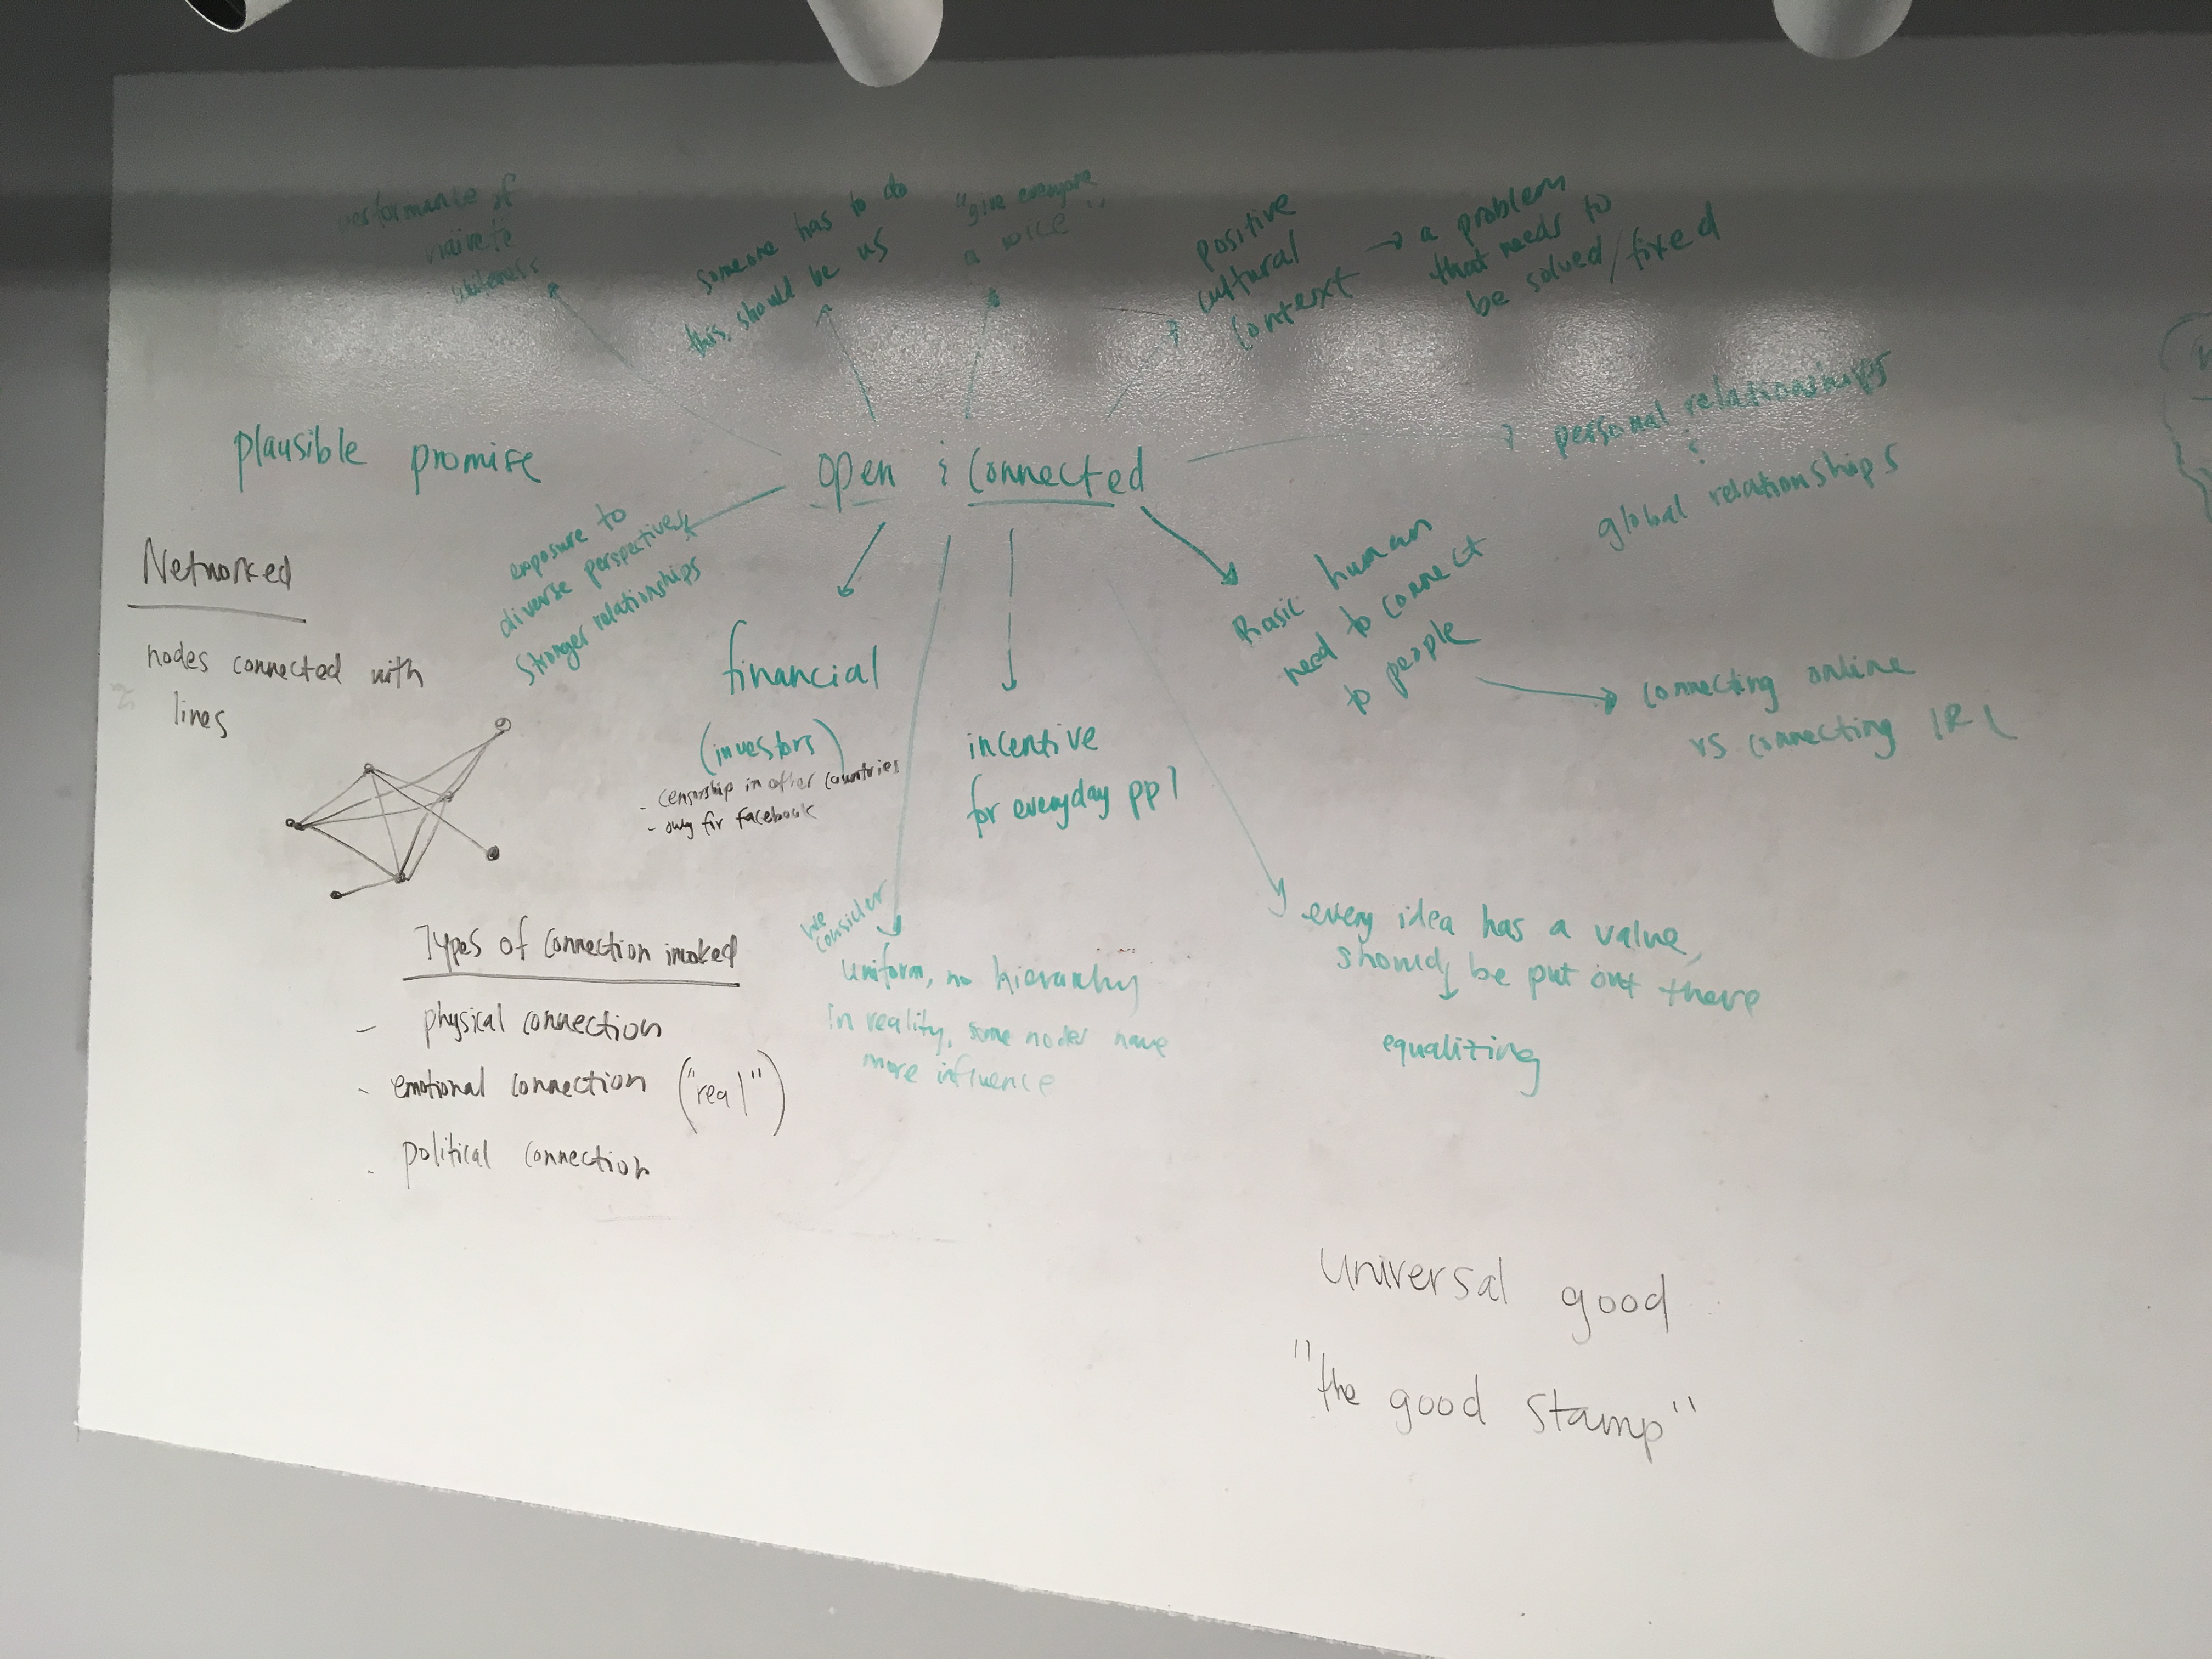 performance of
naivete
someone has to do
this, should be us
"give everyone
a voice"
positive
cultural
context → a problem
that needs to
be solved/fixed
personal relationships
&
global relationships
plausible promise
open & connected
exposure to
diverse perspectives
stronger relationships
financial
(investors)
- censorship in other countries
- only for facebook
incentive
for everyday ppl
Basic human
need to connect
to people
connecting online
vs connecting IRL
we
consider
uniform, no hierarchy
In reality, some nodes have
more influence
every idea has a value,
should be put out there
equalizing
Networked
nodes connected with
lines
Types of connection invoked
- physical connection
- emotional connection ("real")
- political connection
universal good
"the good stamp"